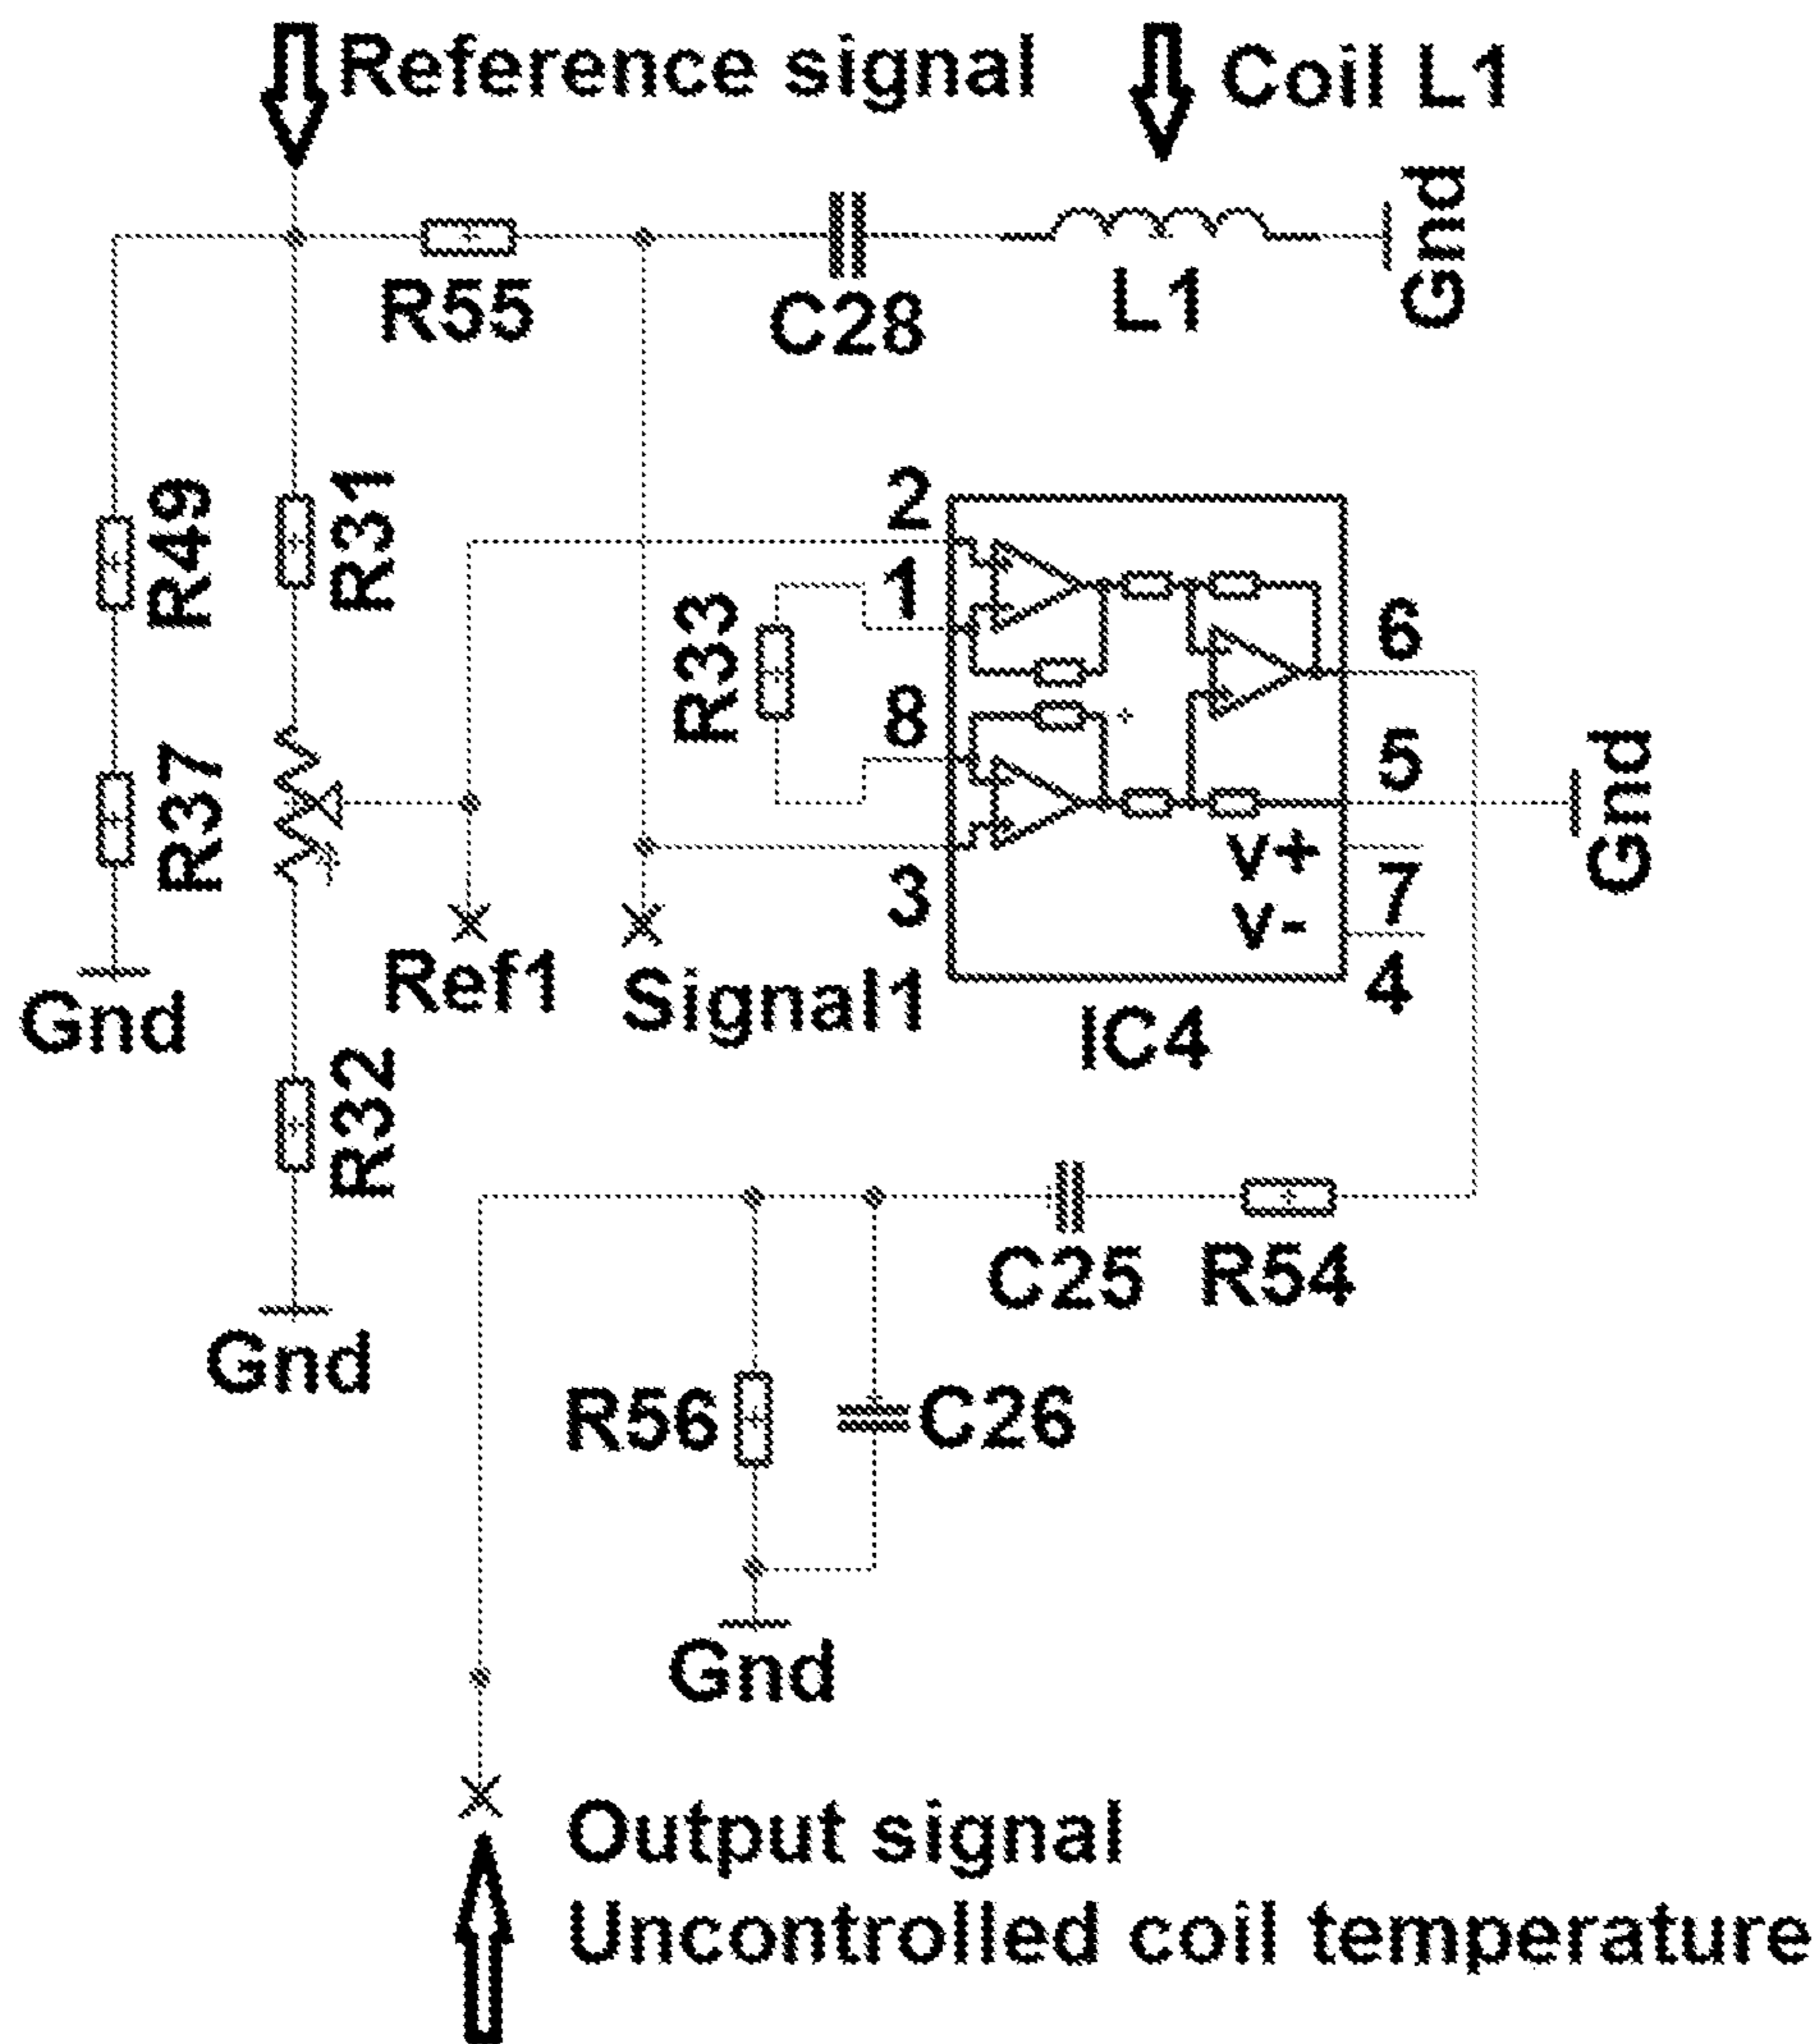 Reference signal
Coil L1
Gnd
R55
C28
L1
R49
R31
2
1
R33
6
8
5
R37
Gnd
V+
3
7
V-
Ref1
Signal1
4
Gnd
IC4
R32
C25
R54
Gnd
R56
C26
Gnd
Output signal
Uncontrolled coil temperature